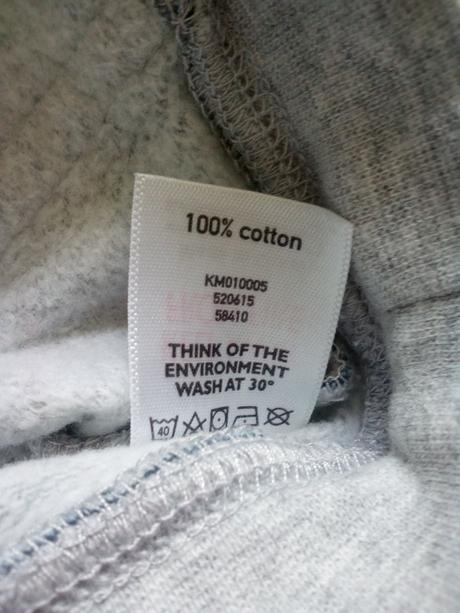 100% cotton
KM010005
520615
58410
THINK OF THE
ENVIRONMENT
WASH AT 30°
40